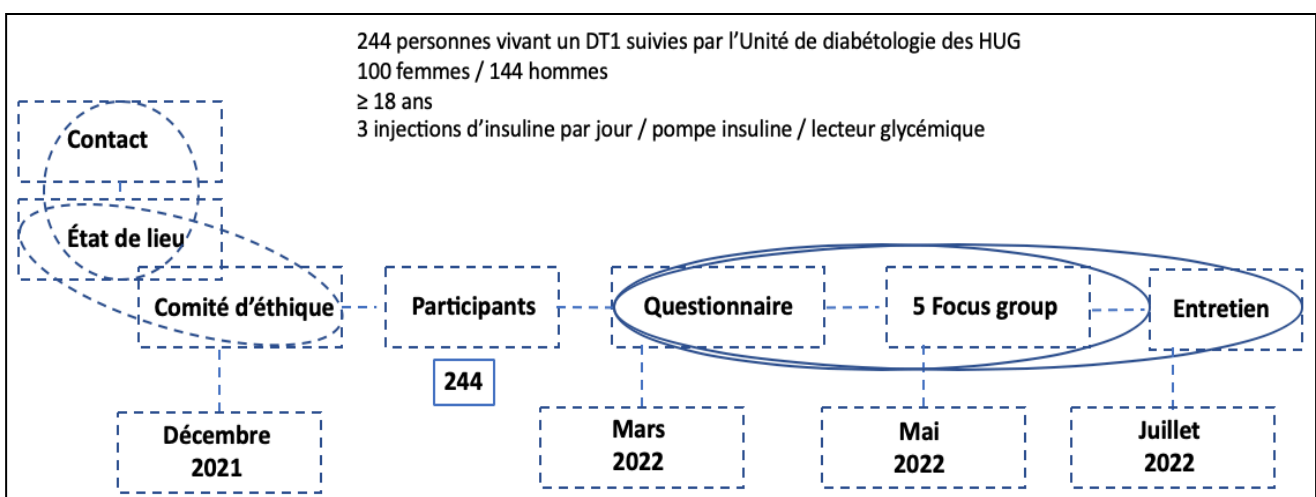 244 personnes vivant un DT1 suivies par l’Unité de diabétologie des HUG
100 femmes / 144 hommes
≥ 18 ans
3 injections d’insuline par jour / pompe insuline / lecteur glycémique
Contact
État de lieu
Comité d’éthique
Participants
Questionnaire
5 Focus group
Entretien
244
Décembre
2021
Mars
2022
Mai
2022
Juillet
2022